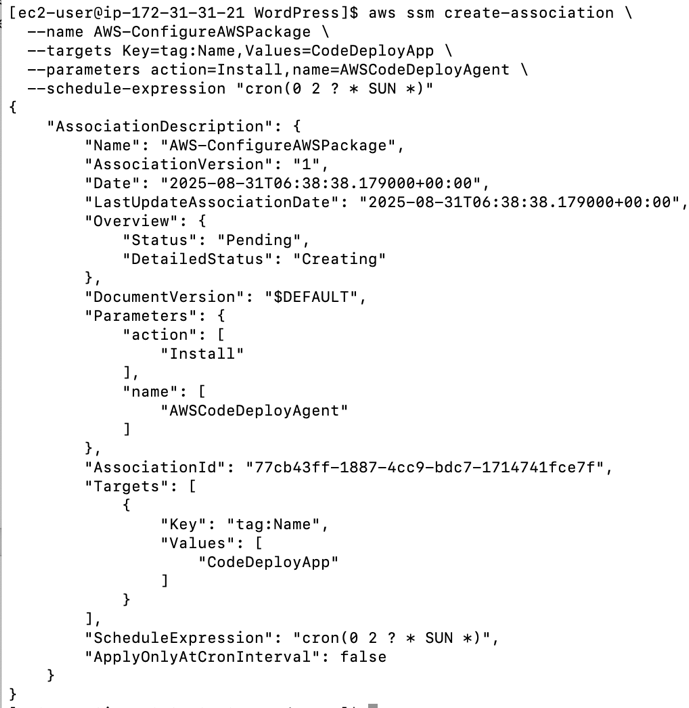 [ec2-user@ip-172-31-31-21 WordPress]$ aws ssm create-association \
  --name AWS-ConfigureAWSPackage \
  --targets Key=tag:Name,Values=CodeDeployApp \
  --parameters action=Install,name=AWSCodeDeployAgent \
  --schedule-expression "cron(0 2 ? * SUN *)"
{
    "AssociationDescription": {
        "Name": "AWS-ConfigureAWSPackage",
        "AssociationVersion": "1",
        "Date": "2025-08-31T06:38:38.179000+00:00",
        "LastUpdateAssociationDate": "2025-08-31T06:38:38.179000+00:00",
        "Overview": {
            "Status": "Pending",
            "DetailedStatus": "Creating"
        },
        "DocumentVersion": "$DEFAULT",
        "Parameters": {
            "action": [
                "Install"
            ],
            "name": [
                "AWSCodeDeployAgent"
            ]
        },
        "AssociationId": "77cb43ff-1887-4cc9-bdc7-1714741fce7f",
        "Targets": [
            {
                "Key": "tag:Name",
                "Values": [
                    "CodeDeployApp"
                ]
            }
        ],
        "ScheduleExpression": "cron(0 2 ? * SUN *)",
        "ApplyOnlyAtCronInterval": false
    }
}